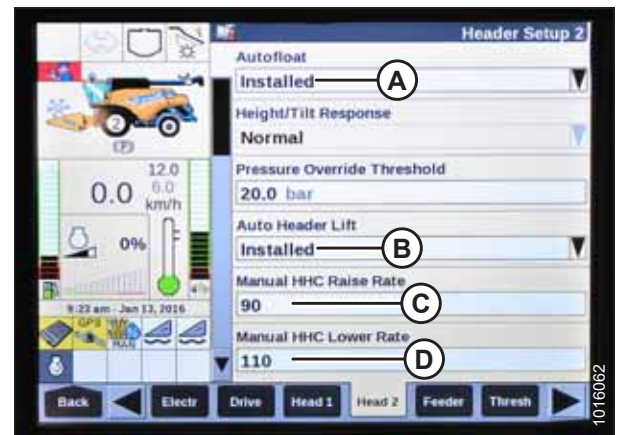 Header Setup 2
Autofloat
Installed
A
Height/Tilt Response
Normal
Pressure Override Threshold
20.0 bar
Auto Header Lift
Installed
B
Manual HHC Raise Rate
90
C
Manual HHC Lower Rate
110
D
2
(P)
12.0
0.0
6.0
km/h
0%
9:23 am - Jan 13, 2016
GPS
Back
Electr
Drive
Head 1
Head 2
Feeder
Thresh
1016062